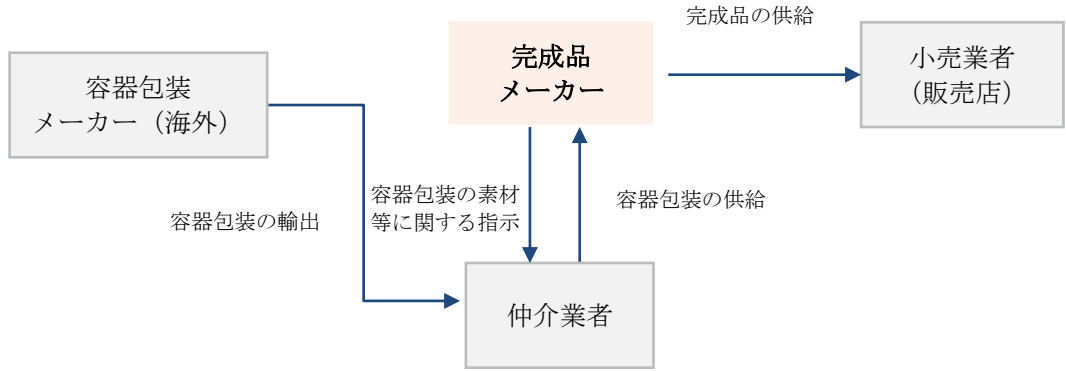 完成品の供給
容器包装
メーカー（海外）
完成品
メーカー
小売業者
（販売店）
容器包装の輸出
容器包装の素材
等に関する指示
容器包装の供給
仲介業者